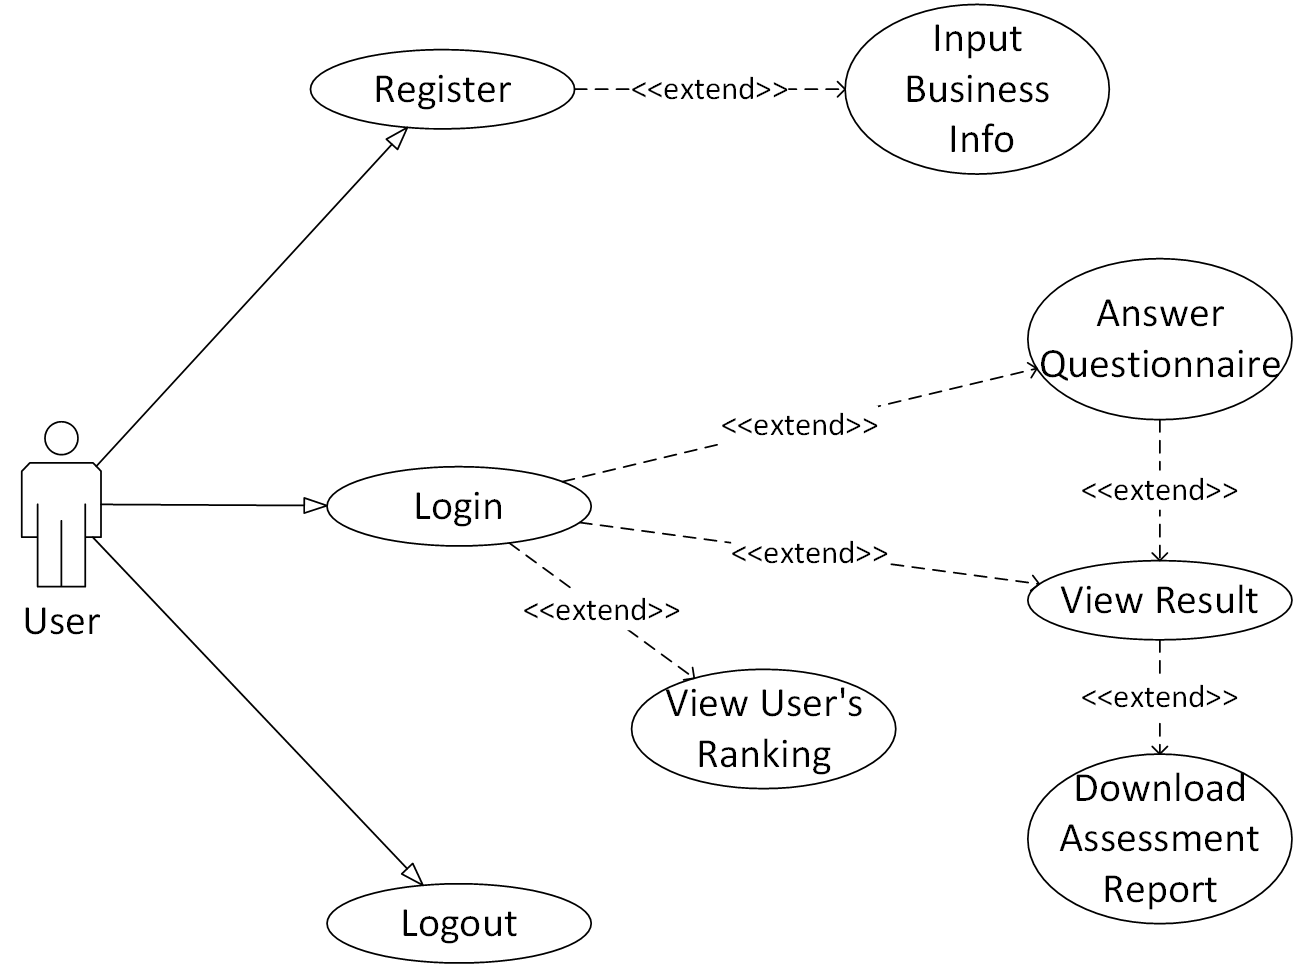 Register
<<extend>>
Input
Business
Info
Answer
Questionnaire
<<extend>>
<<extend>>
Login
<<extend>>
View Result
<<extend>>
User
View User's
Ranking
<<extend>>
Download
Assessment
Report
Logout